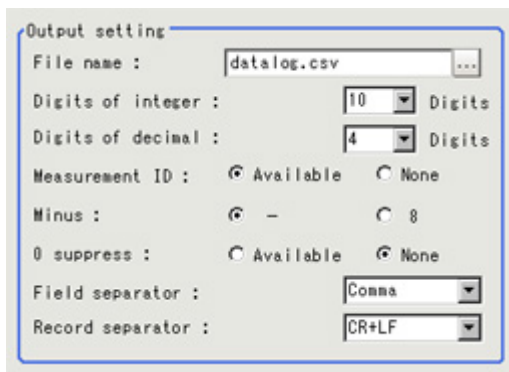 Output setting
File name : datalog.csv ...
Digits of integer : 10 Digits
Digits of decimal : 4 Digits
Measurement ID : Available None
Minus : - 8
0 suppress : Available None
Field separator : Comma
Record separator : CR+LF